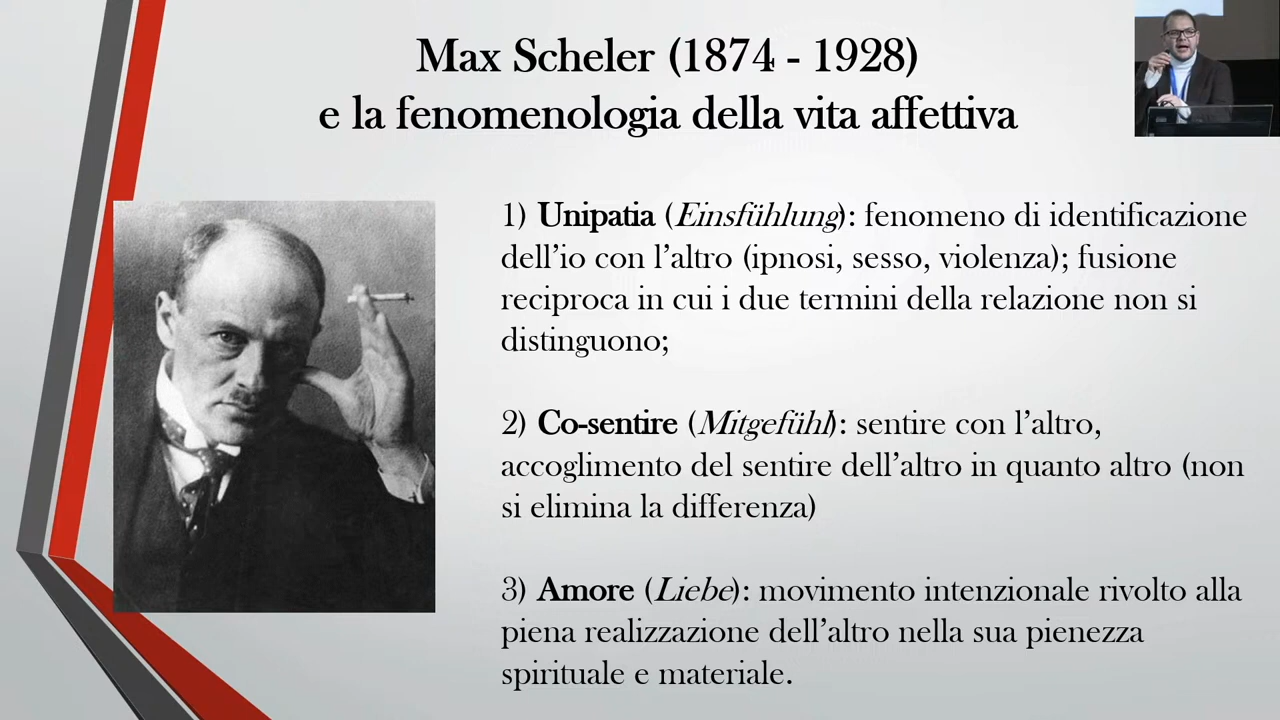 Max Scheler (1874 - 1928)
e la fenomenologia della vita affettiva
1) Unipatia (Einsfühlung): fenomeno di identificazione
dell’io con l’altro (ipnosi, sesso, violenza); fusione
reciproca in cui i due termini della relazione non si
distinguono;
2) Co-sentire (Mitgefühl): sentire con l’altro,
accoglimento del sentire dell’altro in quanto altro (non
si elimina la differenza)
3) Amore (Liebe): movimento intenzionale rivolto alla
piena realizzazione dell’altro nella sua pienezza
spirituale e materiale.